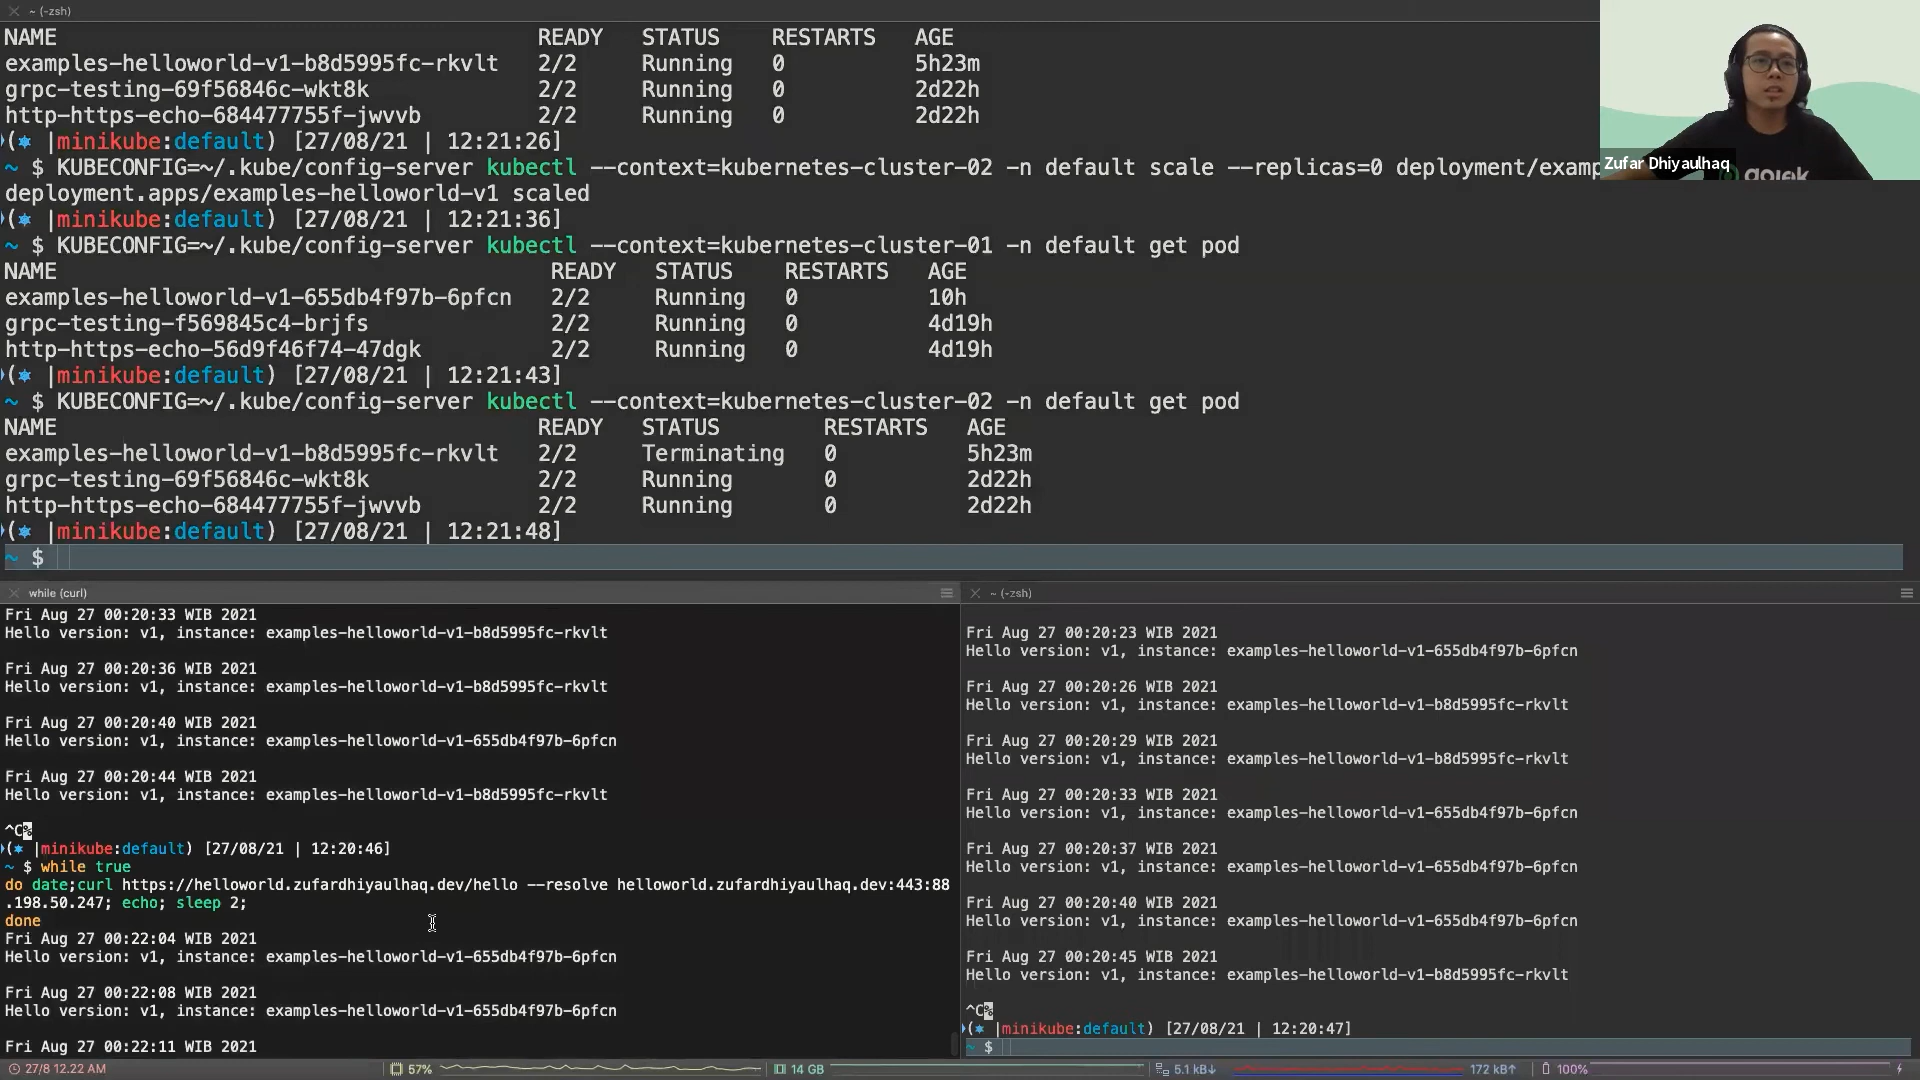 ~ (-zsh)
NAME READY STATUS RESTARTS AGE
examples-helloworld-v1-b8d5995fc-rkvlt 2/2 Running 0 5h23m
grpc-testing-69f56846c-wkt8k 2/2 Running 0 2d22h
http-https-echo-684477755f-jwvvb 2/2 Running 0 2d22h
(⎈ |minikube:default) [27/08/21 | 12:21:26]
~ $ KUBECONFIG=~/.kube/config-server kubectl --context=kubernetes-cluster-02 -n default scale --replicas=0 deployment/examp
deployment.apps/examples-helloworld-v1 scaled
(⎈ |minikube:default) [27/08/21 | 12:21:36]
~ $ KUBECONFIG=~/.kube/config-server kubectl --context=kubernetes-cluster-01 -n default get pod
NAME READY STATUS RESTARTS AGE
examples-helloworld-v1-655db4f97b-6pfcn 2/2 Running 0 10h
grpc-testing-f569845c4-brjfs 2/2 Running 0 4d19h
http-https-echo-56d9f46f74-47dgk 2/2 Running 0 4d19h
(⎈ |minikube:default) [27/08/21 | 12:21:43]
~ $ KUBECONFIG=~/.kube/config-server kubectl --context=kubernetes-cluster-02 -n default get pod
NAME READY STATUS RESTARTS AGE
examples-helloworld-v1-b8d5995fc-rkvlt 2/2 Terminating 0 5h23m
grpc-testing-69f56846c-wkt8k 2/2 Running 0 2d22h
http-https-echo-684477755f-jwvvb 2/2 Running 0 2d22h
(⎈ |minikube:default) [27/08/21 | 12:21:48]
~ $
Zufar Dhiyaulhaq
gojek
while (curl)
Fri Aug 27 00:20:33 WIB 2021
Hello version: v1, instance: examples-helloworld-v1-b8d5995fc-rkvlt
Fri Aug 27 00:20:36 WIB 2021
Hello version: v1, instance: examples-helloworld-v1-b8d5995fc-rkvlt
Fri Aug 27 00:20:40 WIB 2021
Hello version: v1, instance: examples-helloworld-v1-655db4f97b-6pfcn
Fri Aug 27 00:20:44 WIB 2021
Hello version: v1, instance: examples-helloworld-v1-b8d5995fc-rkvlt
^C%
(⎈ |minikube:default) [27/08/21 | 12:20:46]
~ $ while true
do date;curl https://helloworld.zufardhiyaulhaq.dev/hello --resolve helloworld.zufardhiyaulhaq.dev:443:88
.198.50.247; echo; sleep 2;
done
Fri Aug 27 00:22:04 WIB 2021
Hello version: v1, instance: examples-helloworld-v1-655db4f97b-6pfcn
Fri Aug 27 00:22:08 WIB 2021
Hello version: v1, instance: examples-helloworld-v1-655db4f97b-6pfcn
Fri Aug 27 00:22:11 WIB 2021
~ (-zsh)
Fri Aug 27 00:20:23 WIB 2021
Hello version: v1, instance: examples-helloworld-v1-655db4f97b-6pfcn
Fri Aug 27 00:20:26 WIB 2021
Hello version: v1, instance: examples-helloworld-v1-b8d5995fc-rkvlt
Fri Aug 27 00:20:29 WIB 2021
Hello version: v1, instance: examples-helloworld-v1-b8d5995fc-rkvlt
Fri Aug 27 00:20:33 WIB 2021
Hello version: v1, instance: examples-helloworld-v1-655db4f97b-6pfcn
Fri Aug 27 00:20:37 WIB 2021
Hello version: v1, instance: examples-helloworld-v1-655db4f97b-6pfcn
Fri Aug 27 00:20:40 WIB 2021
Hello version: v1, instance: examples-helloworld-v1-655db4f97b-6pfcn
Fri Aug 27 00:20:45 WIB 2021
Hello version: v1, instance: examples-helloworld-v1-b8d5995fc-rkvlt
^C%
(⎈ |minikube:default) [27/08/21 | 12:20:47]
~ $
27/8 12.22 AM 57% 14 GB 5.1 kB↓ 172 kB↑ 100%